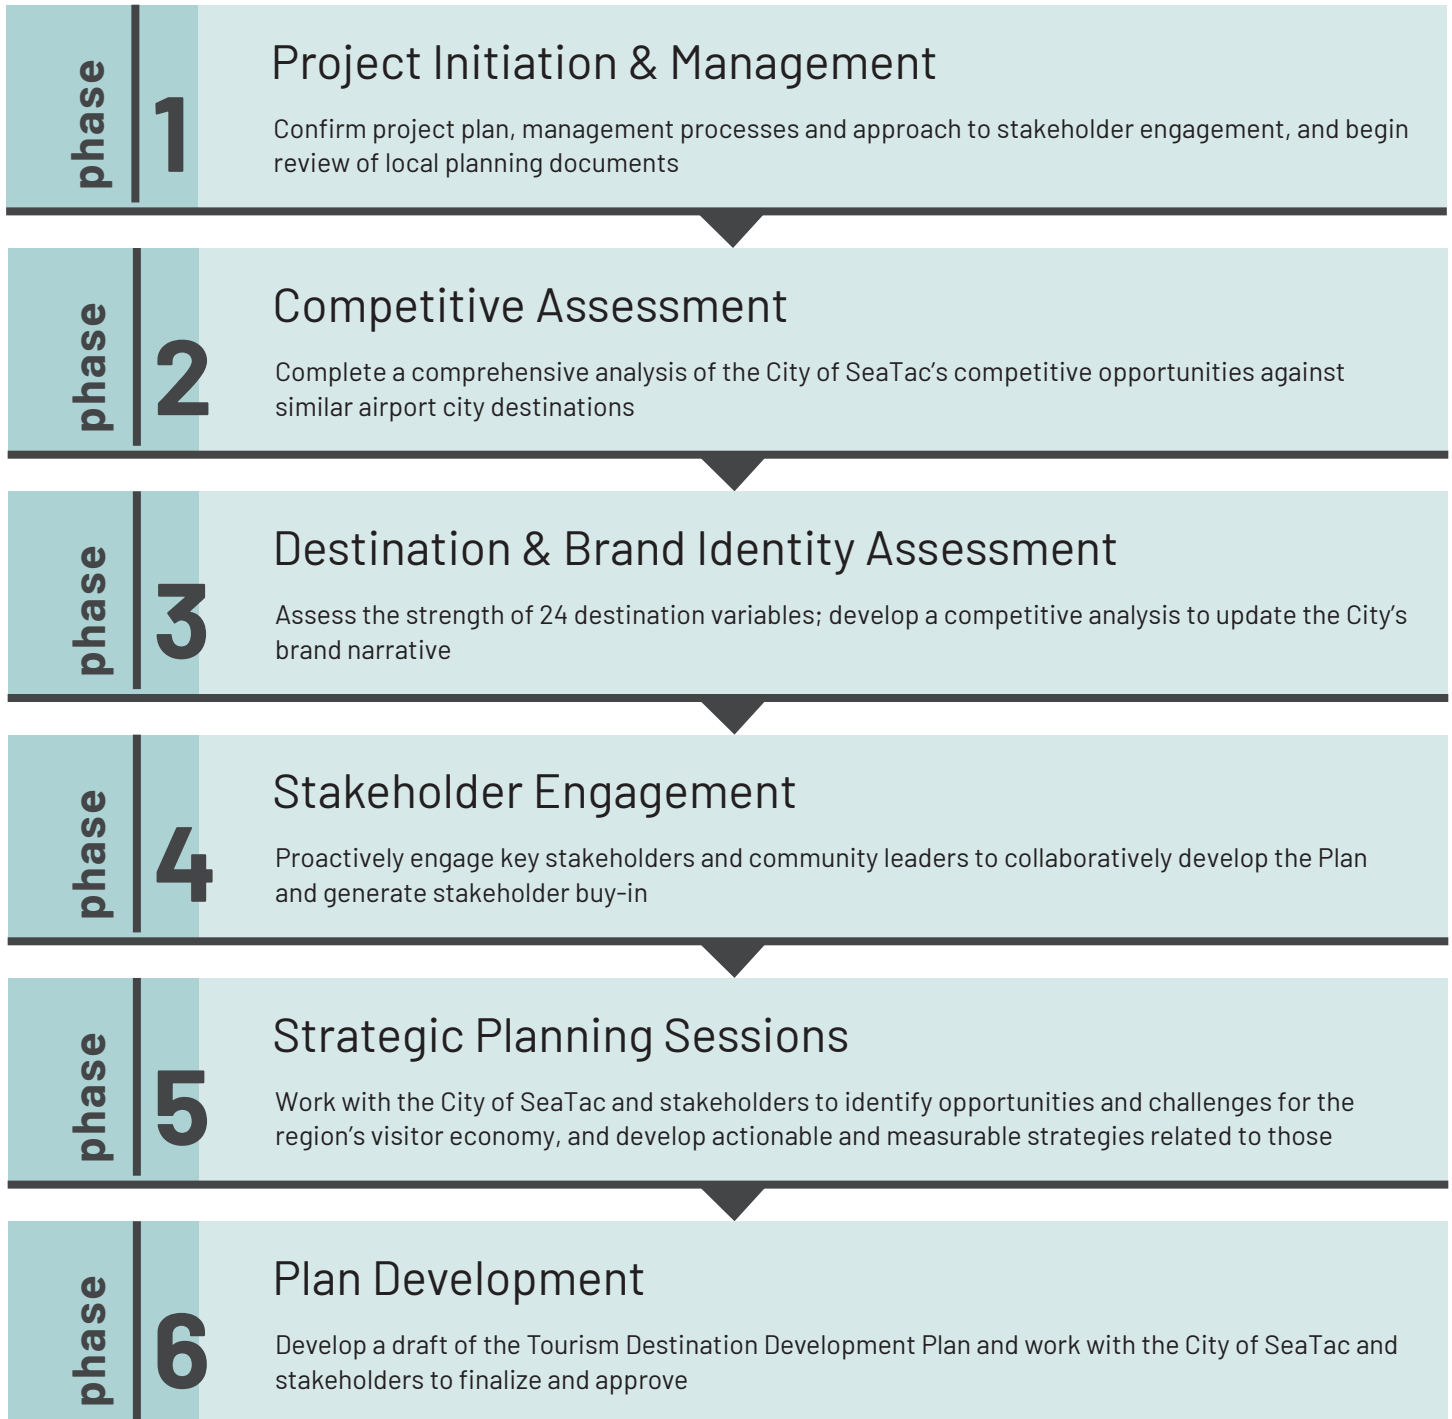 phase 1
Project Initiation & Management
Confirm project plan, management processes and approach to stakeholder engagement, and begin
review of local planning documents
phase 2
Competitive Assessment
Complete a comprehensive analysis of the City of SeaTac’s competitive opportunities against
similar airport city destinations
phase 3
Destination & Brand Identity Assessment
Assess the strength of 24 destination variables; develop a competitive analysis to update the City’s
brand narrative
phase 4
Stakeholder Engagement
Proactively engage key stakeholders and community leaders to collaboratively develop the Plan
and generate stakeholder buy-in
phase 5
Strategic Planning Sessions
Work with the City of SeaTac and stakeholders to identify opportunities and challenges for the
region’s visitor economy, and develop actionable and measurable strategies related to those
phase 6
Plan Development
Develop a draft of the Tourism Destination Development Plan and work with the City of SeaTac and
stakeholders to finalize and approve